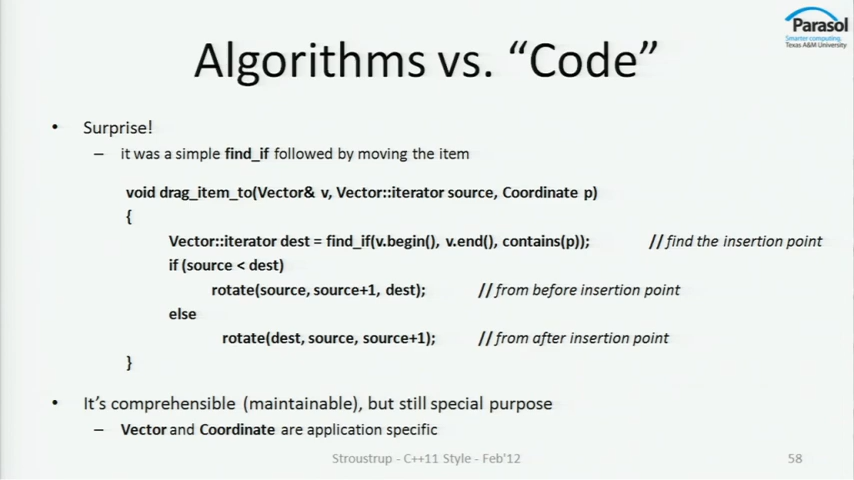 Parasol
Smarter computing.
Texas A&M University
Algorithms vs. “Code”
• Surprise!
– it was a simple find_if followed by moving the item
void drag_item_to(Vector& v, Vector::iterator source, Coordinate p)
{
Vector::iterator dest = find_if(v.begin(), v.end(), contains(p)); // find the insertion point
if (source < dest)
rotate(source, source+1, dest); // from before insertion point
else
rotate(dest, source, source+1); // from after insertion point
}
• It’s comprehensible (maintainable), but still special purpose
– Vector and Coordinate are application specific
Stroustrup - C++11 Style - Feb'12 58